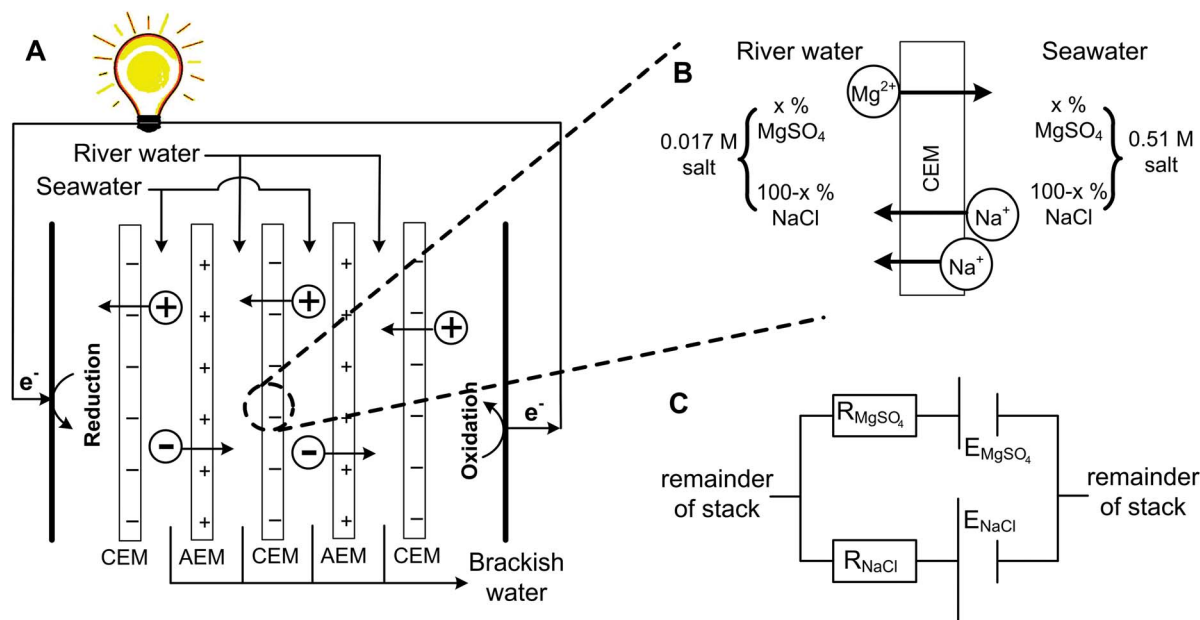 A
River water
Seawater
e-
Reduction
Oxidation
e-
CEM
AEM
CEM
AEM
CEM
Brackish
water
B
River water
Seawater
Mg2+
x %
MgSO4
0.017 M
salt
100-x %
NaCl
CEM
x %
MgSO4
0.51 M
salt
100-x %
NaCl
Na+
Na+
C
RMgSO4
EMgSO4
remainder
of stack
remainder
of stack
ENaCl
RNaCl